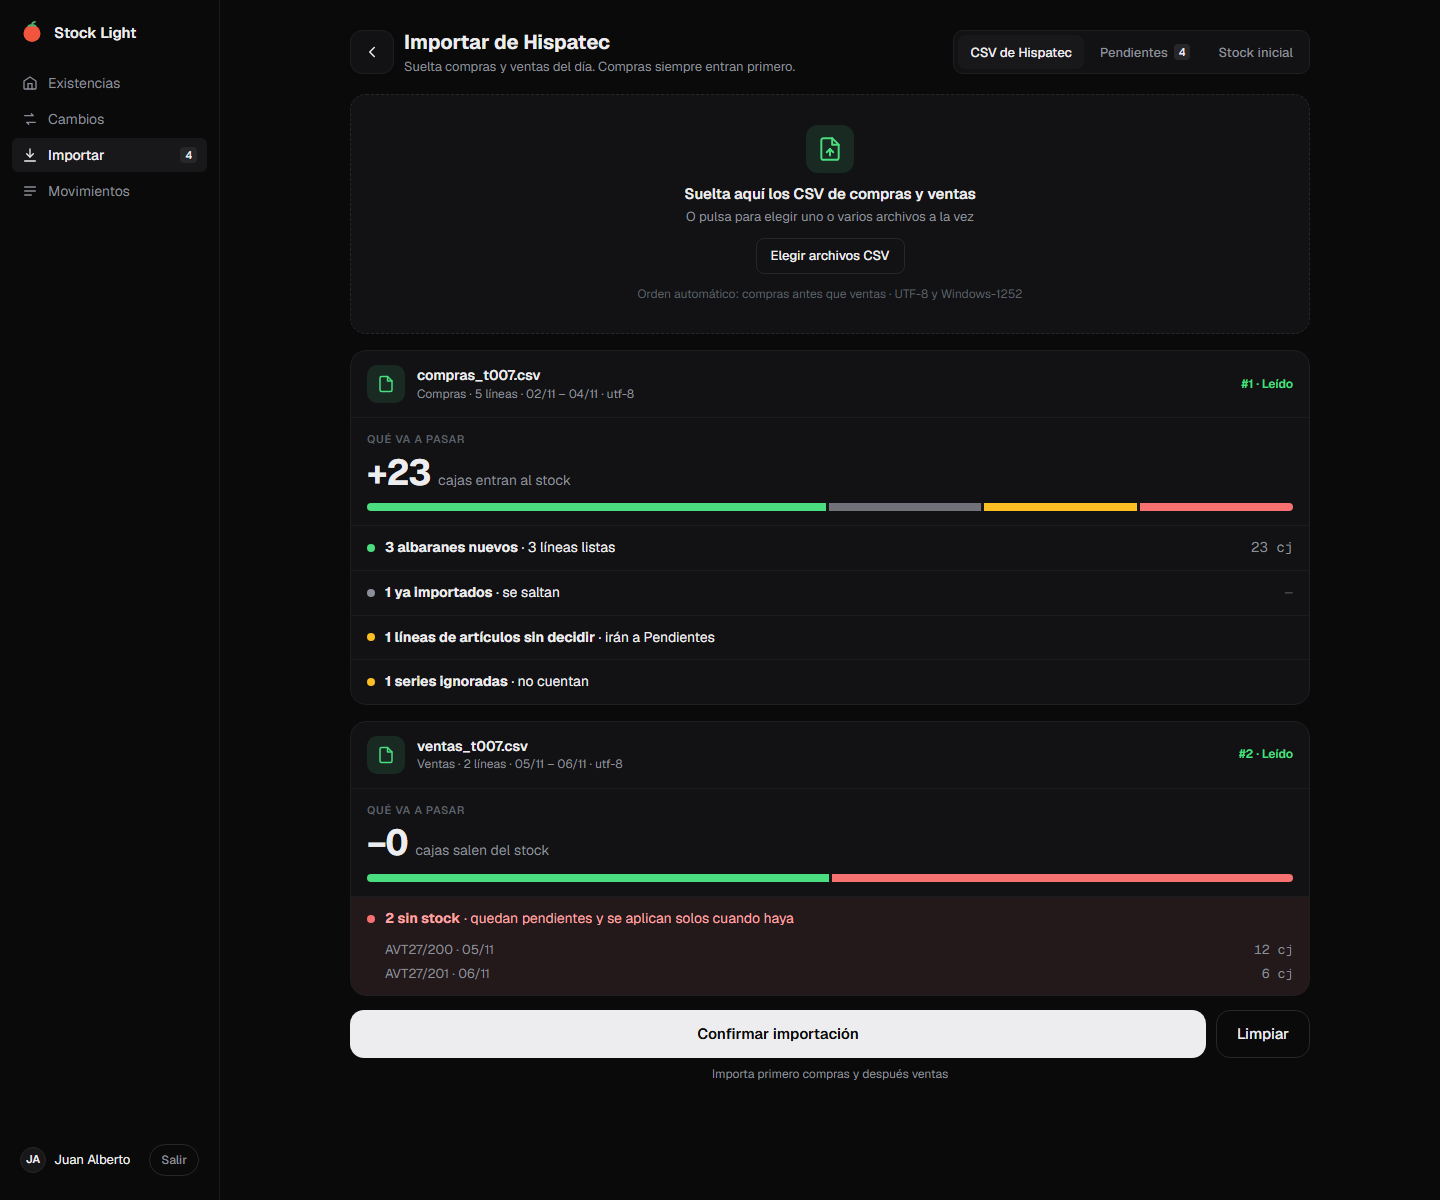 Stock Light
Existencias
Cambios
Importar 4
Movimientos
Importar de Hispatec
Suelta compras y ventas del día. Compras siempre entran primero.
CSV de Hispatec Pendientes 4 Stock inicial
Suelta aquí los CSV de compras y ventas
O pulsa para elegir uno o varios archivos a la vez
Elegir archivos CSV
Orden automático: compras antes que ventas · UTF-8 y Windows-1252
compras_t007.csv
Compras · 5 líneas · 02/11 – 04/11 · utf-8
#1 · Leído
QUÉ VA A PASAR
+23 cajas entran al stock
3 albaranes nuevos · 3 líneas listas 23 cj
1 ya importados · se saltan –
1 líneas de artículos sin decidir · irán a Pendientes
1 series ignoradas · no cuentan
ventas_t007.csv
Ventas · 2 líneas · 05/11 – 06/11 · utf-8
#2 · Leído
QUÉ VA A PASAR
–0 cajas salen del stock
2 sin stock · quedan pendientes y se aplican solos cuando haya
AVT27/200 · 05/11 12 cj
AVT27/201 · 06/11 6 cj
Confirmar importación Limpiar
Importa primero compras y después ventas
JA Juan Alberto Salir